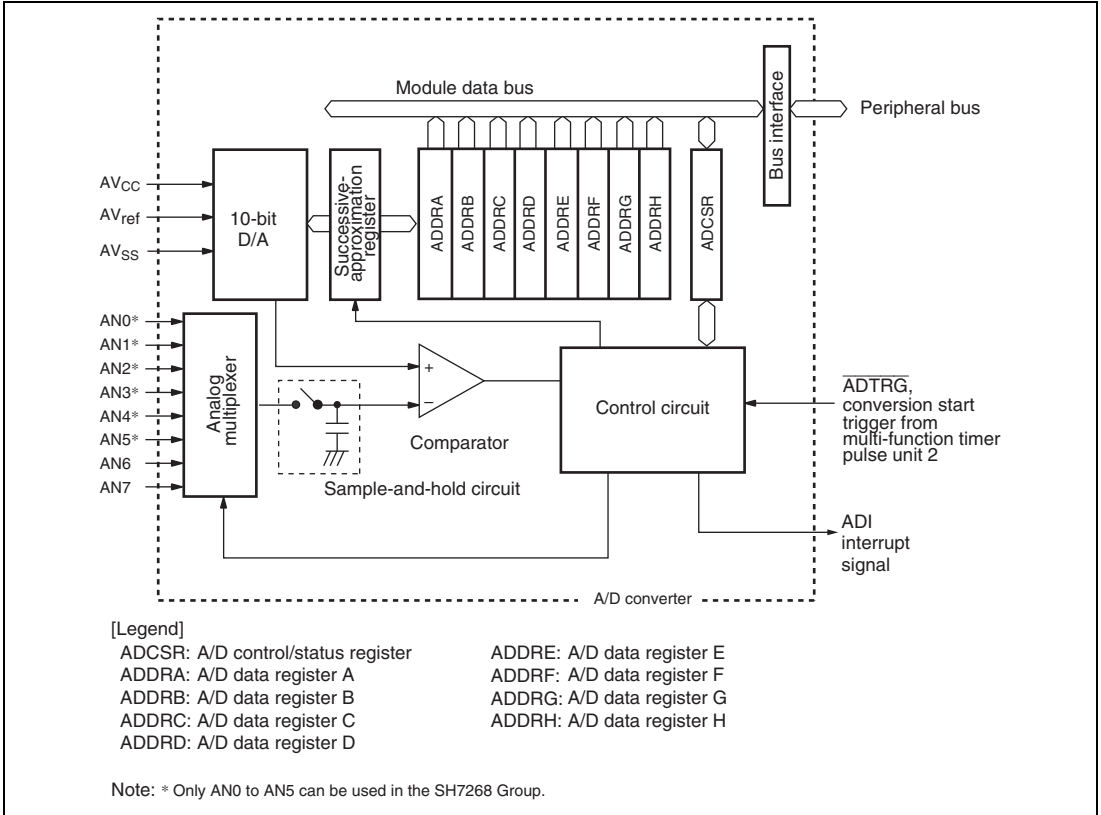 Module data bus
Bus interface
Peripheral bus
AVCC
AVref
AVSS
10-bit
D/A
Successive-
approximation
register
ADDRA
ADDRB
ADDRC
ADDRD
ADDRE
ADDRF
ADDRG
ADDRH
ADCSR
AN0*
AN1*
AN2*
AN3*
AN4*
AN5*
AN6
AN7
Analog
multiplexer
+
−
Comparator
Sample-and-hold circuit
Control circuit
ADTRG,
conversion start
trigger from
multi-function timer
pulse unit 2
ADI
interrupt
signal
A/D converter
[Legend]
ADCSR: A/D control/status register
ADDRA: A/D data register A
ADDRB: A/D data register B
ADDRC: A/D data register C
ADDRD: A/D data register D
ADDRE: A/D data register E
ADDRF: A/D data register F
ADDRG: A/D data register G
ADDRH: A/D data register H
Note: * Only AN0 to AN5 can be used in the SH7268 Group.